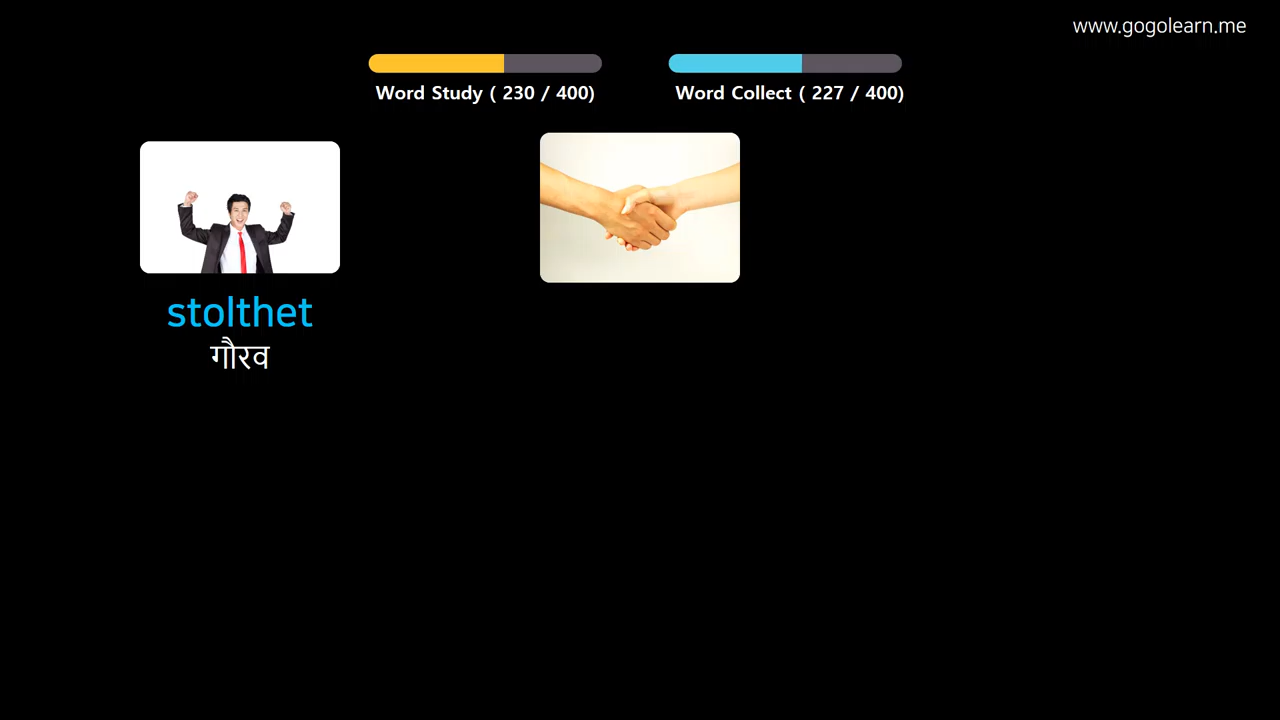 www.gogolearn.me
Word Study ( 230 / 400)
Word Collect ( 227 / 400)
stolthet
गौरव